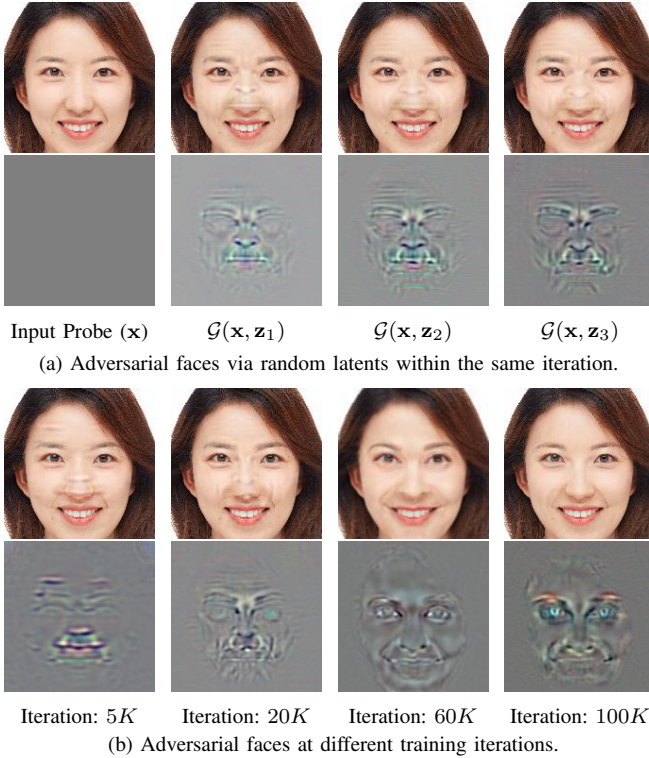 Input Probe (x) G(x, z1) G(x, z2) G(x, z3)
(a) Adversarial faces via random latents within the same iteration.
Iteration: 5K Iteration: 20K Iteration: 60K Iteration: 100K
(b) Adversarial faces at different training iterations.